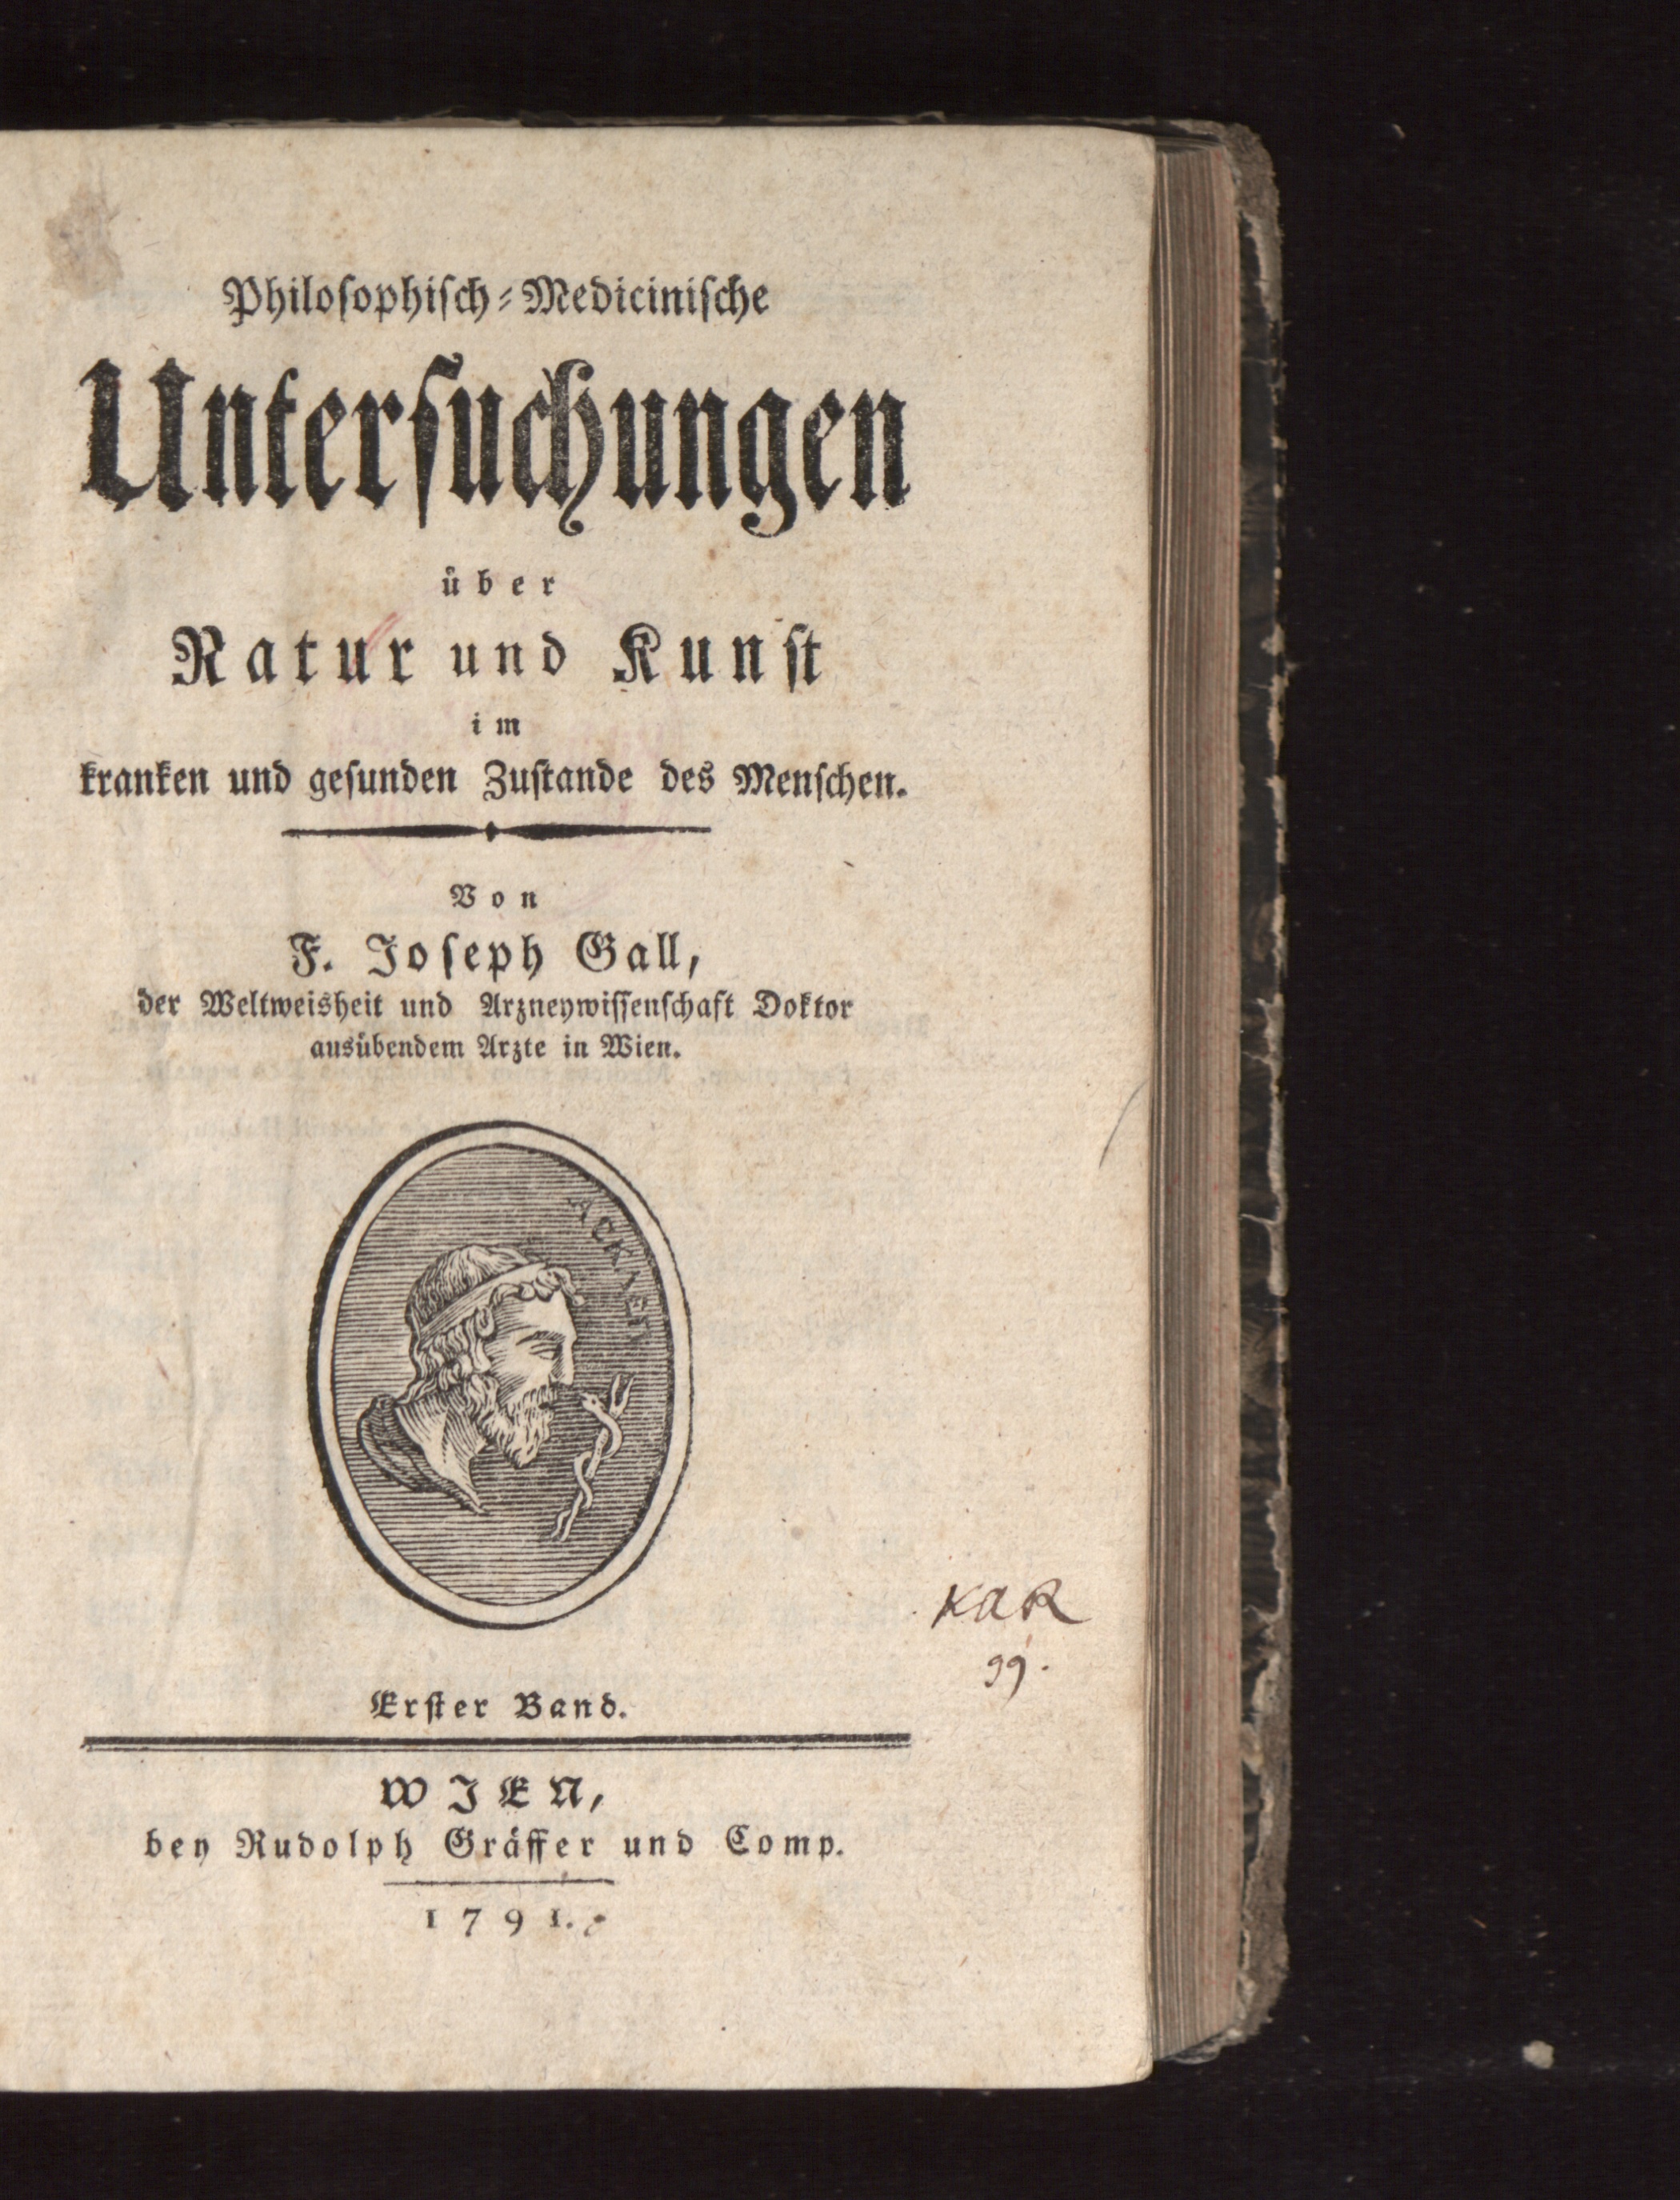 Philoſophiſch-Mediciniſche
Unterſuchungen
über
Natur und Kunſt
im
kranken und geſunden Zuſtande des Menſchen.
Von
F. Joſeph Gall,
der Weltweisheit und Arzneywiſſenſchaft Doktor
ausübendem Arzte in Wien.
ΑCΚΛΕΠ
KAR
99.
Erſter Band.
WIEN,
bey Rudolph Gräffer und Comp.
1791.